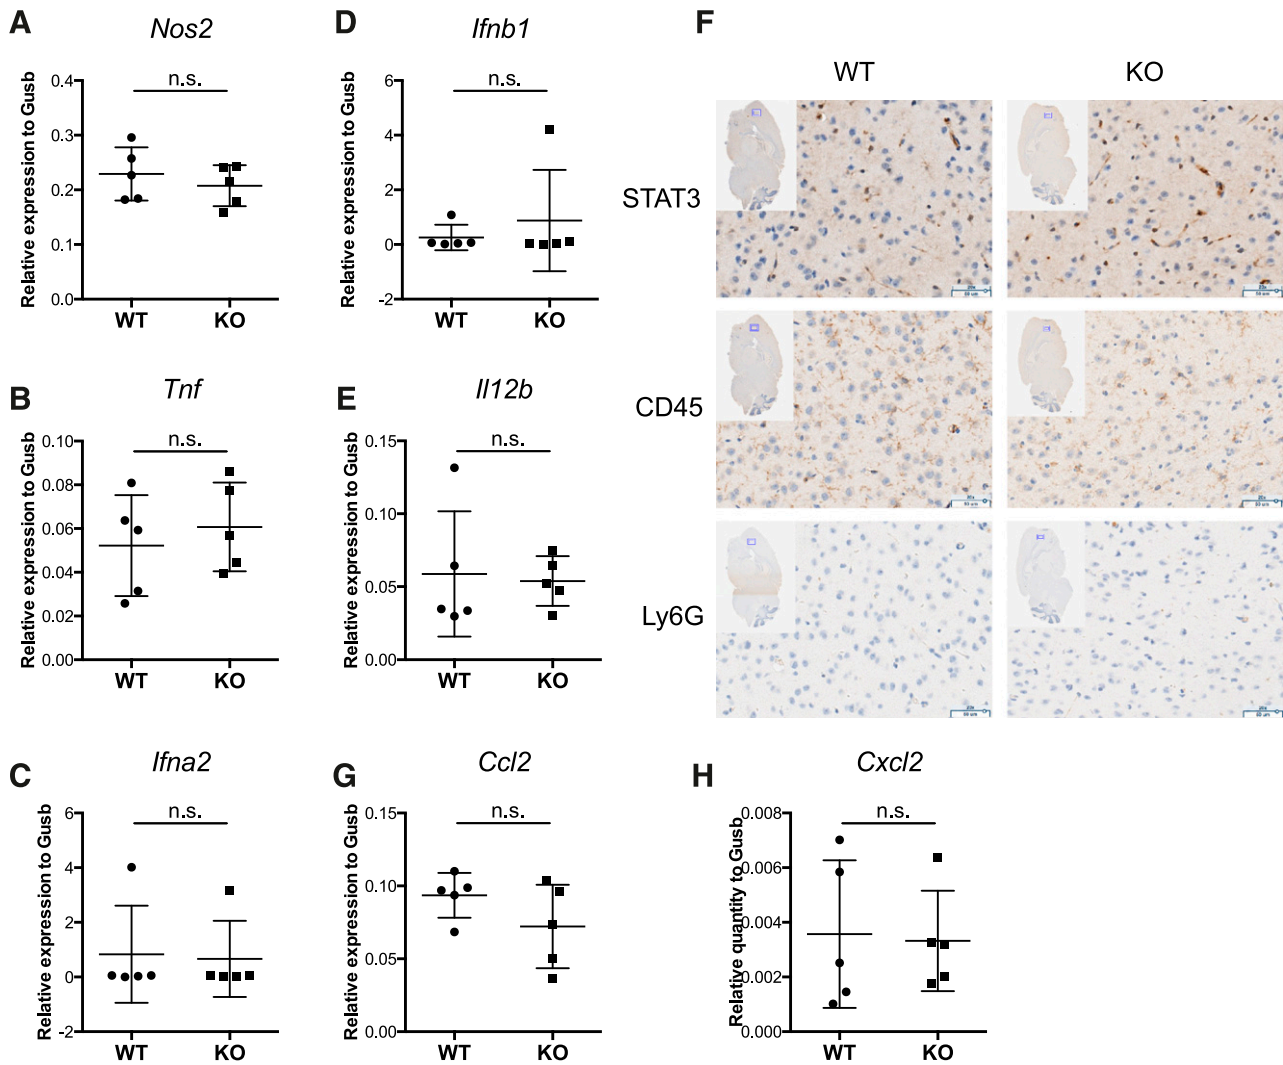 A
Nos2
Relative expression to Gusb
n.s.
0.4
0.3
0.2
0.1
0.0
WT KO
D
Ifnb1
Relative expression to Gusb
n.s.
6
4
2
0
-2
WT KO
F
WT KO
STAT3
CD45
Ly6G
B
Tnf
Relative expression to Gusb
n.s.
0.10
0.08
0.06
0.04
0.02
0.00
WT KO
E
Il12b
Relative expression to Gusb
n.s.
0.15
0.10
0.05
0.00
WT KO
C
Ifna2
Relative expression to Gusb
n.s.
6
4
2
0
-2
WT KO
G
Ccl2
Relative expression to Gusb
n.s.
0.15
0.10
0.05
0.00
WT KO
H
Cxcl2
Relative quantity to Gusb
n.s.
0.008
0.006
0.004
0.002
0.000
WT KO